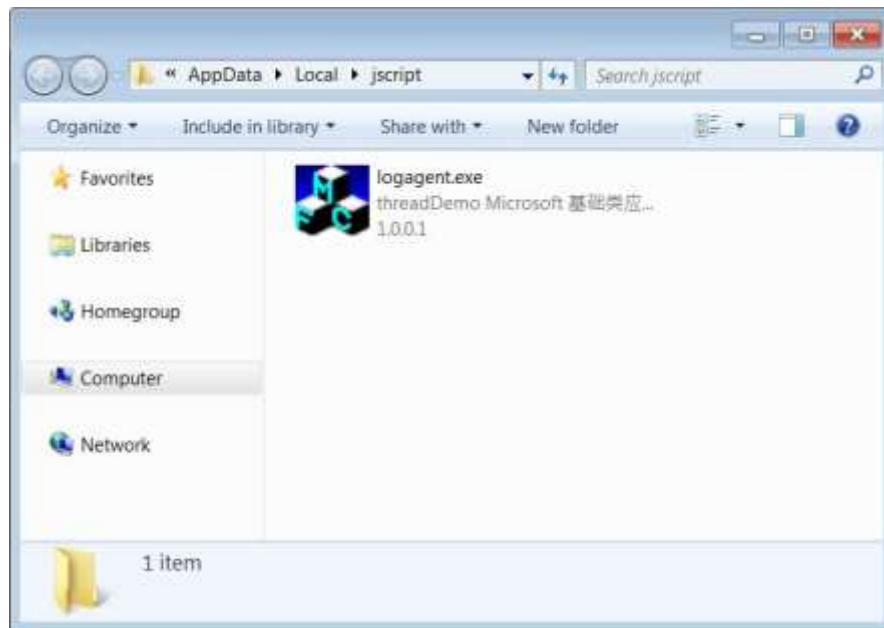 « AppData ▸ Local ▸ jscript
Search jscript
Organize ▾ Include in library ▾ Share with ▾ New folder
Favorites
Libraries
Homegroup
Computer
Network
MFC
logagent.exe
threadDemo Microsoft 基础类应...
1.0.0.1
1 item